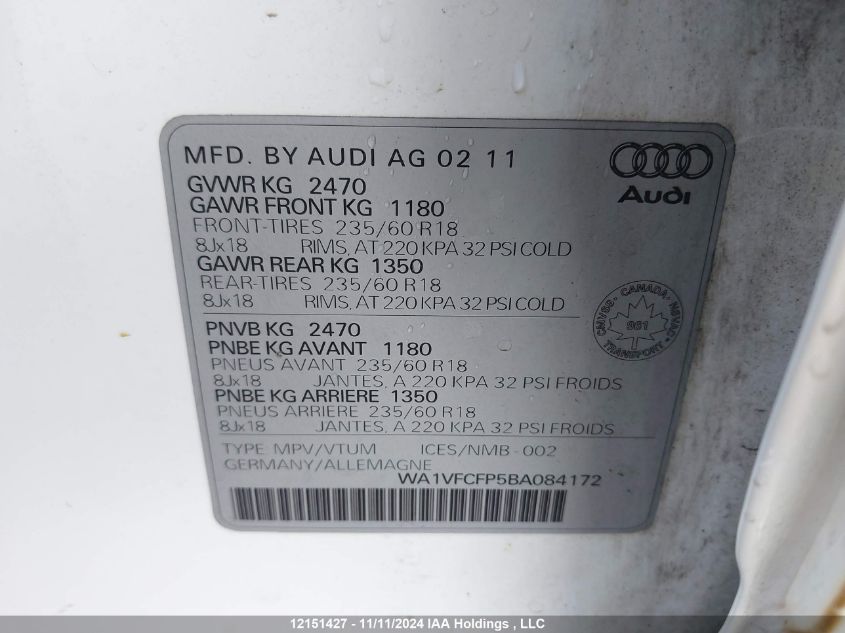 MFD. BY AUDI AG 02 11
Audi
GVWR KG 2470
GAWR FRONT KG 1180
FRONT-TIRES 235/60 R18
8Jx18 RIMS, AT 220 KPA 32 PSI COLD
GAWR REAR KG 1350
REAR-TIRES 235/60 R18
8Jx18 RIMS, AT 220 KPA 32 PSI COLD
CMVSS - CANADA - NSVAC
961
TRANSPORT
PNVB KG 2470
PNBE KG AVANT 1180
PNEUS AVANT 235/60 R18
8Jx18 JANTES, A 220 KPA 32 PSI FROIDS
PNBE KG ARRIERE 1350
PNEUS ARRIERE 235/60 R18
8Jx18 JANTES, A 220 KPA 32 PSI FROIDS
TYPE: MPV/VTUM ICES/NMB - 002
GERMANY/ALLEMAGNE
WA1VFCFP5BA084172
12151427 - 11/11/2024 IAA Holdings , LLC